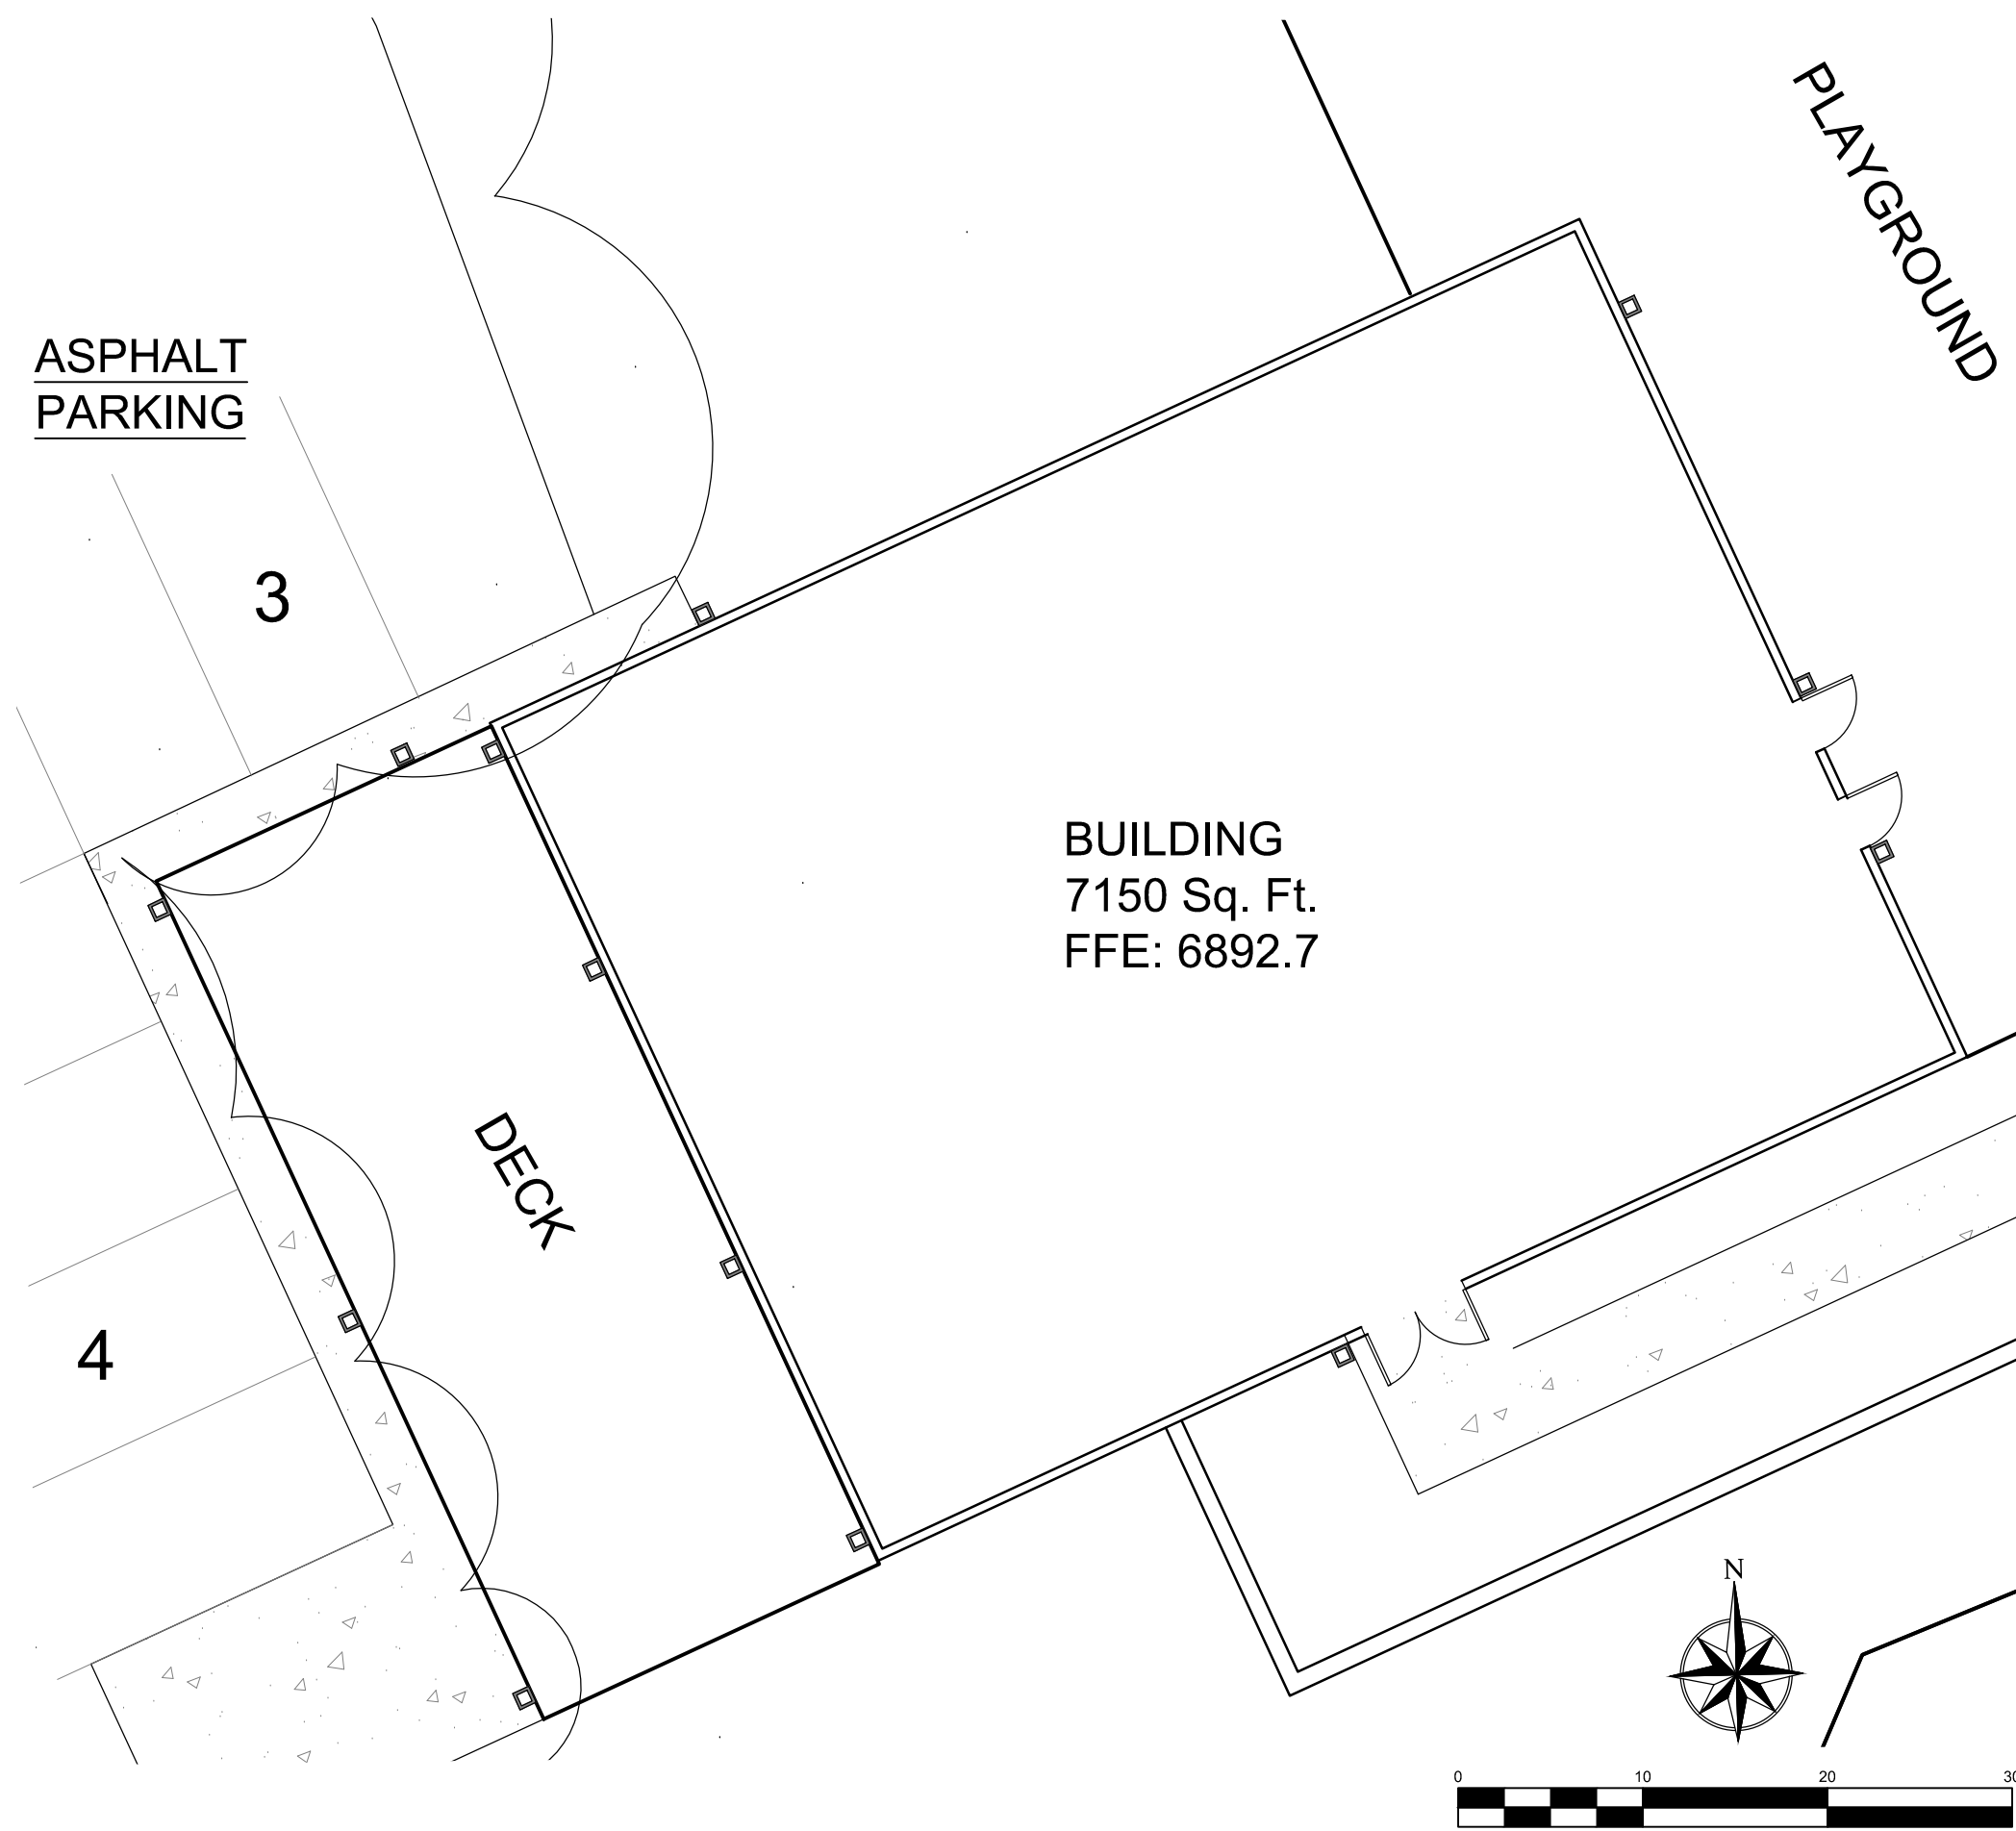 PLAYGROUND
ASPHALT
PARKING
3
BUILDING
7150 Sq. Ft.
FFE: 6892.7
DECK
4
N
0 10 20